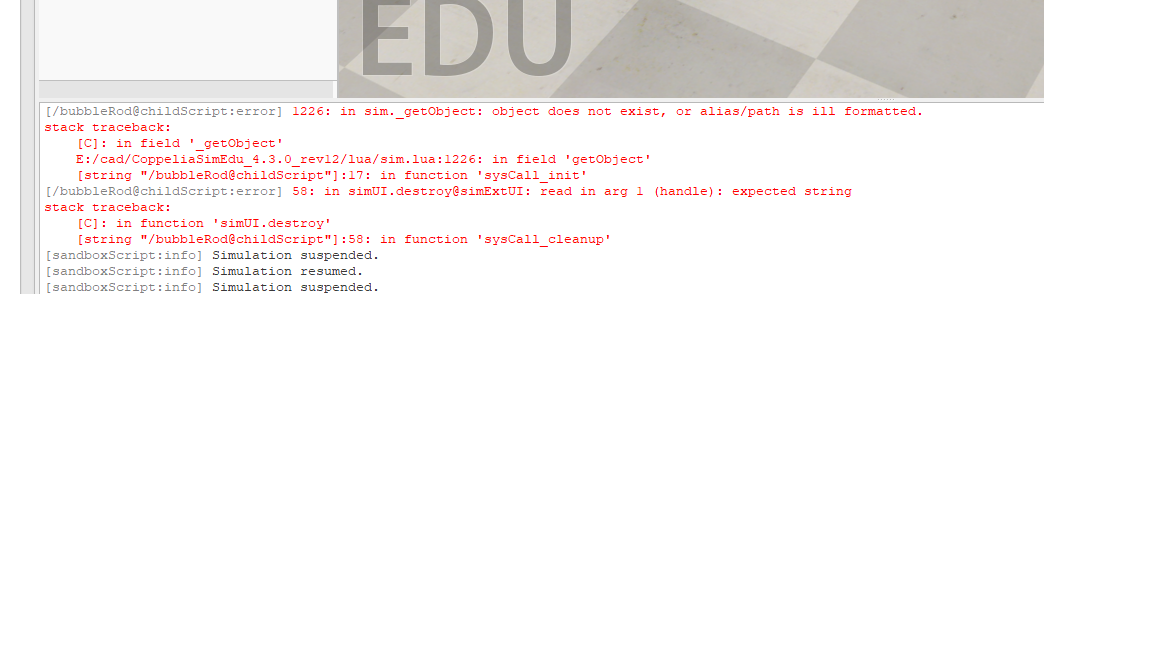 EDU
[/bubbleRod@childScript:error] 1226: in sim._getObject: object does not exist, or alias/path is ill formatted.
stack traceback:
[C]: in field '_getObject'
E:/cad/CoppeliaSimEdu_4.3.0_rev12/lua/sim.lua:1226: in field 'getObject'
[string "/bubbleRod@childScript"]:17: in function 'sysCall_init'
[/bubbleRod@childScript:error] 58: in simUI.destroy@simExtUI: read in arg 1 (handle): expected string
stack traceback:
[C]: in function 'simUI.destroy'
[string "/bubbleRod@childScript"]:58: in function 'sysCall_cleanup'
[sandboxScript:info] Simulation suspended.
[sandboxScript:info] Simulation resumed.
[sandboxScript:info] Simulation suspended.